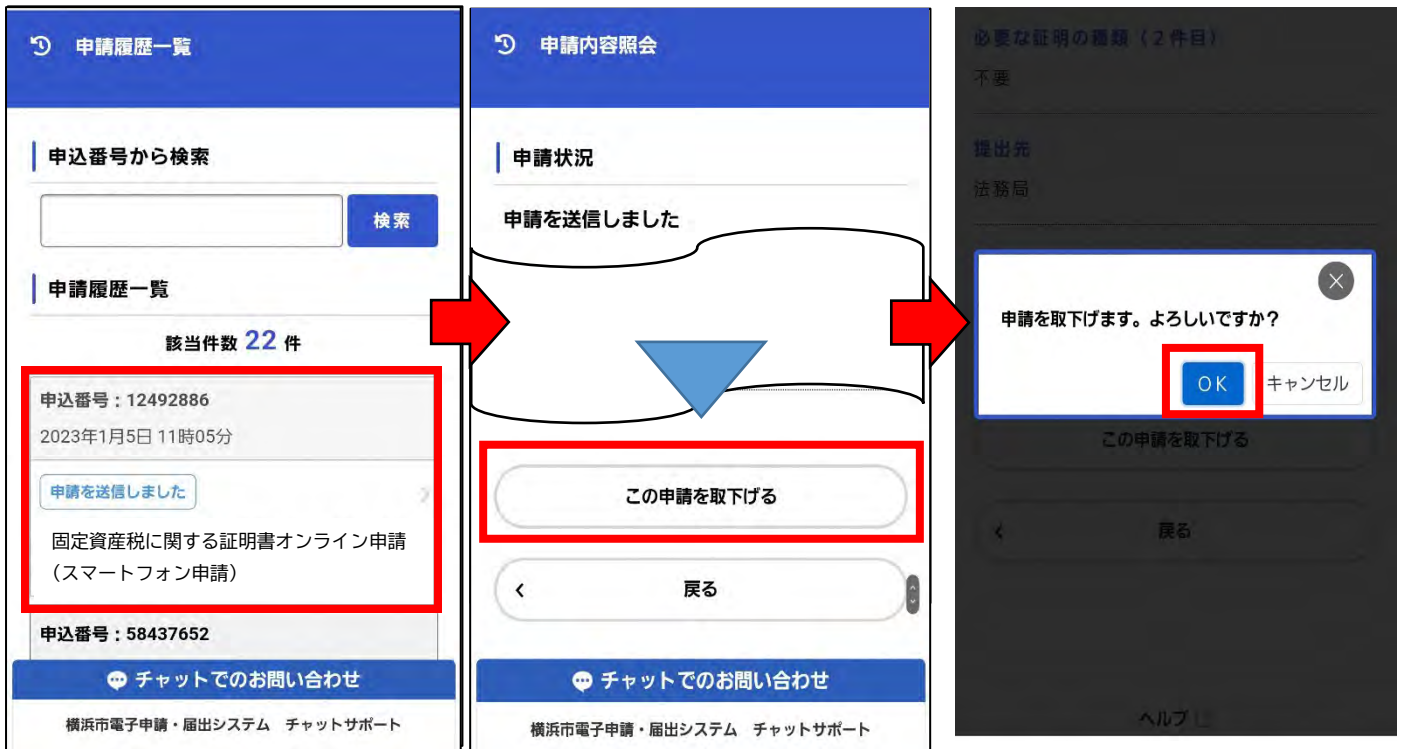 申請履歴一覧
申込番号から検索
検索
申請履歴一覧
該当件数 22 件
申込番号：12492886
2023年1月5日 11時05分
申請を送信しました
固定資産税に関する証明書オンライン申請
（スマートフォン申請）
申込番号：58437652
チャットでのお問い合わせ
横浜市電子申請・届出システム　チャットサポート
申請内容照会
申請状況
申請を送信しました
この申請を取下げる
戻る
チャットでのお問い合わせ
横浜市電子申請・届出システム　チャットサポート
必要な証明の種類（2件目）
不要
提出先
法務局
申請を取下げます。よろしいですか？
OK
キャンセル
この申請を取下げる
戻る
ヘルプ